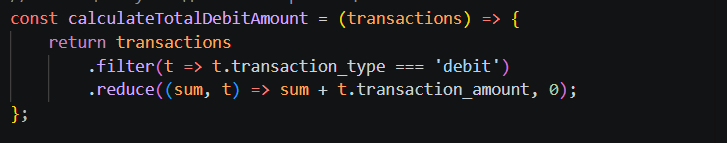 const calculateTotalDebitAmount = (transactions) => {
    return transactions
        .filter(t => t.transaction_type === 'debit')
        .reduce((sum, t) => sum + t.transaction_amount, 0);
};